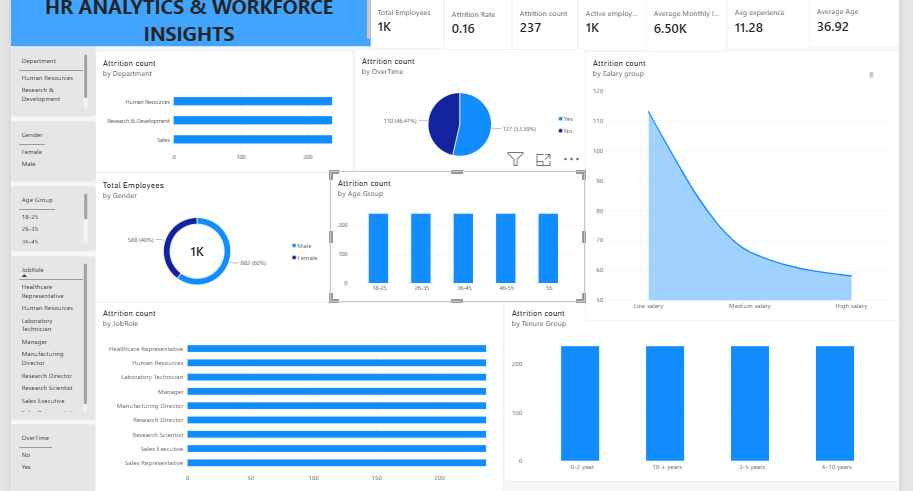 HR ANALYTICS & WORKFORCE
INSIGHTS
Total Employees
1K
Attrition Rate
0.16
Attrition count
237
Active employ...
1K
Average Monthly I...
6.50K
Avg experience
11.28
Average Age
36.92
Department
Human Resources
Research &
Development
Gender
Female
Male
Age Group
18-25
26-35
36-45
JobRole
Healthcare
Representative
Human Resources
Laboratory
Technician
Manager
Manufacturing
Director
Research Director
Research Scientist
Sales Executive
OverTime
No
Yes
Attrition count
by Department
Human Resources
Research & Development
Sales
0 100 200
Attrition count
by OverTime
110 (46.41%)
127 (53.59%)
Yes
No
Attrition count
by Salary group
120
110
100
90
80
70
60
50
Low salary Medium salary High salary
Total Employees
by Gender
588 (40%)
1K
882 (60%)
Male
Female
Attrition count
by Age Group
200
100
0
18-25 26-35 36-45 46-55 55
Attrition count
by JobRole
Healthcare Representative
Human Resources
Laboratory Technician
Manager
Manufacturing Director
Research Director
Research Scientist
Sales Executive
Sales Representative
0 50 100 150 200
Attrition count
by Tenure Group
200
100
0
0-2 year 10 + years 3-5 years 6-10 years